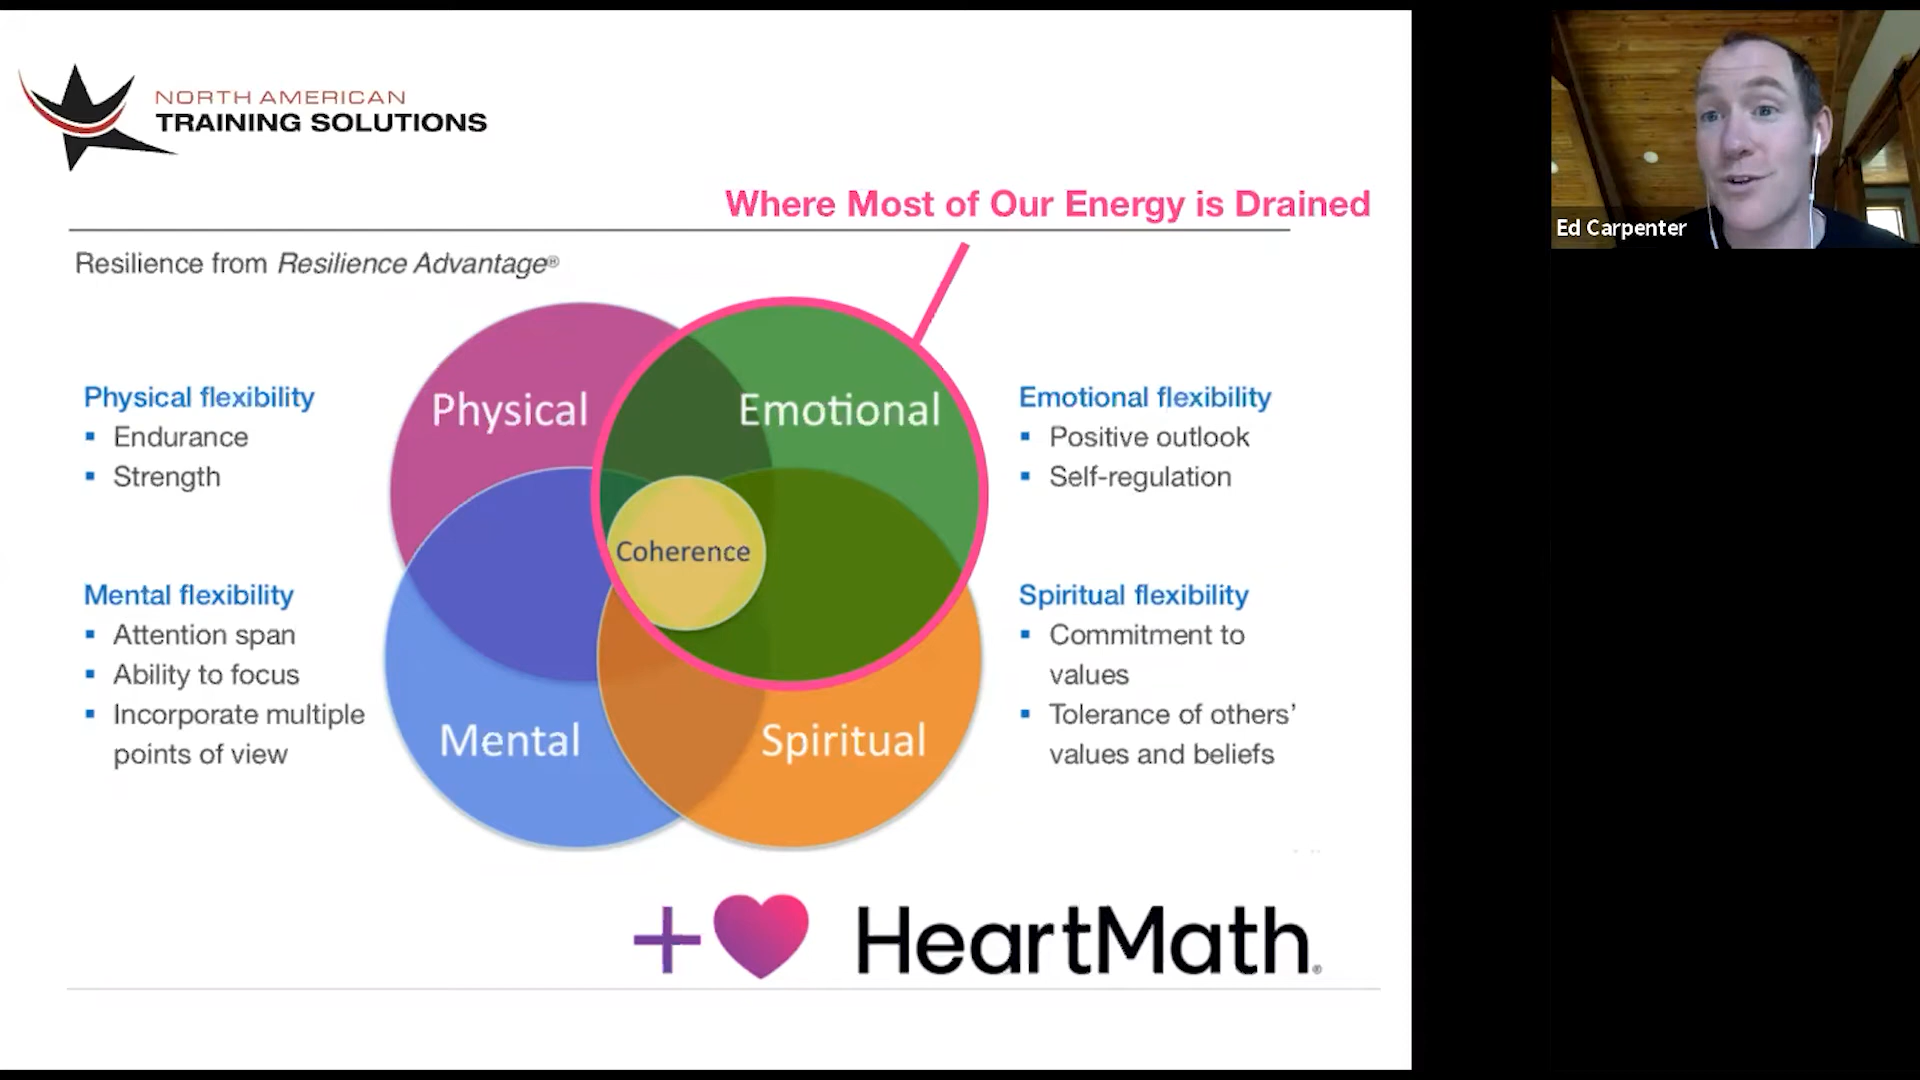 NORTH AMERICAN
TRAINING SOLUTIONS
Where Most of Our Energy is Drained
Resilience from Resilience Advantage®
Physical flexibility
▪ Endurance
▪ Strength
Mental flexibility
▪ Attention span
▪ Ability to focus
▪ Incorporate multiple
points of view
Physical
Emotional
Coherence
Mental
Spiritual
Emotional flexibility
▪ Positive outlook
▪ Self-regulation
Spiritual flexibility
▪ Commitment to
values
▪ Tolerance of others’
values and beliefs
+ HeartMath®
Ed Carpenter